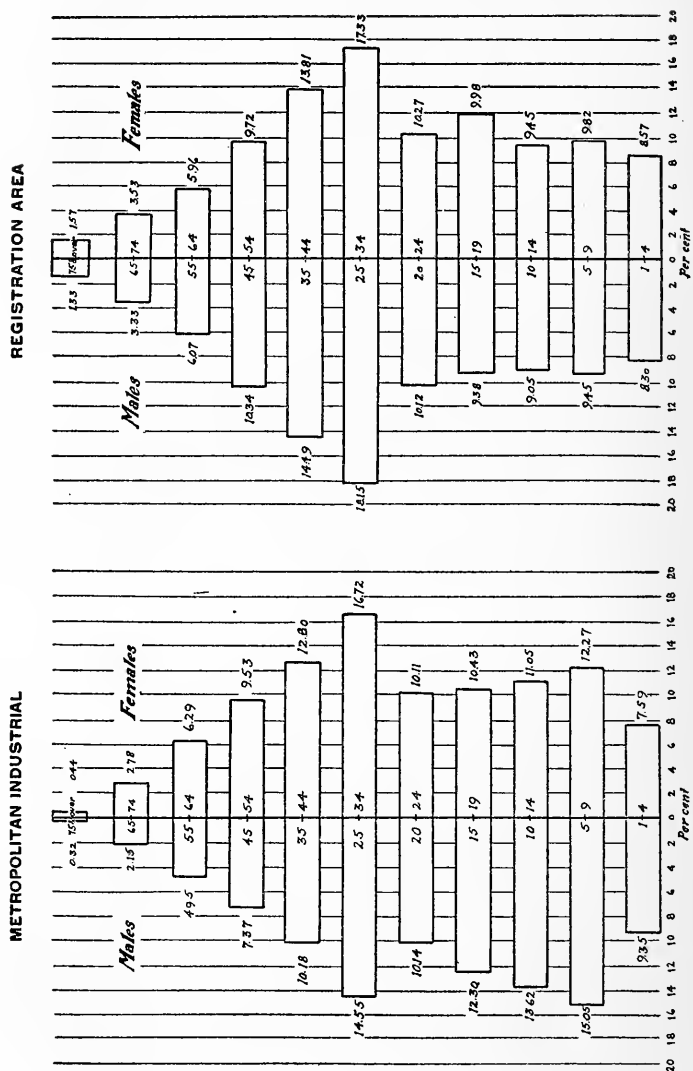 METROPOLITAN INDUSTRIAL
Males Females
0.32 75 & over 0.44
2.15 65-74 2.78
4.95 55-64 6.29
7.37 45-54 9.53
10.18 35-44 12.80
14.55 25-34 16.72
10.14 20-24 10.11
12.30 15-19 10.43
13.62 10-14 11.05
15.05 5-9 12.27
9.35 1-4 7.59
20 18 16 14 12 10 8 6 4 2 0 2 4 6 8 10 12 14 16 18 20
Per cent
REGISTRATION AREA
Males Females
1.33 75 & over 1.57
3.33 65-74 3.53
6.07 55-64 5.96
10.34 45-54 9.72
14.49 35-44 13.81
18.15 25-34 17.33
10.12 20-24 10.27
9.38 15-19 9.98
9.05 10-14 9.45
9.45 5-9 9.82
8.30 1-4 8.57
20 18 16 14 12 10 8 6 4 2 0 2 4 6 8 10 12 14 16 18 20
Per cent